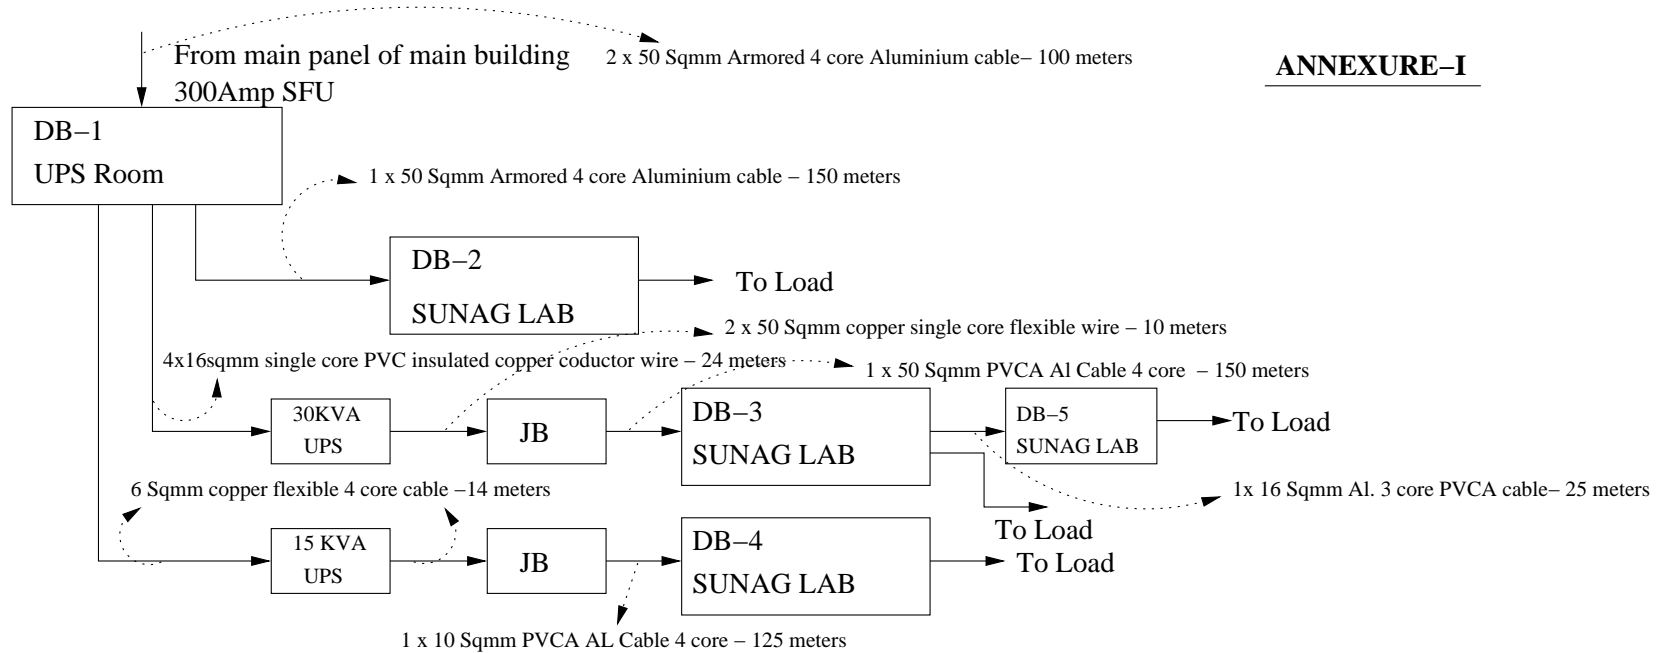 From main panel of main building
300Amp SFU
2 x 50 Sqmm Armored 4 core Aluminium cable– 100 meters
ANNEXURE–I
DB–1
UPS Room
1 x 50 Sqmm Armored 4 core Aluminium cable – 150 meters
DB–2
SUNAG LAB
To Load
2 x 50 Sqmm copper single core flexible wire – 10 meters
4x16sqmm single core PVC insulated copper coductor wire – 24 meters
1 x 50 Sqmm PVCA Al Cable 4 core – 150 meters
30KVA
UPS
JB
DB–3
SUNAG LAB
DB–5
SUNAG LAB
To Load
6 Sqmm copper flexible 4 core cable –14 meters
1x 16 Sqmm Al. 3 core PVCA cable– 25 meters
To Load
15 KVA
UPS
JB
DB–4
SUNAG LAB
To Load
1 x 10 Sqmm PVCA AL Cable 4 core – 125 meters